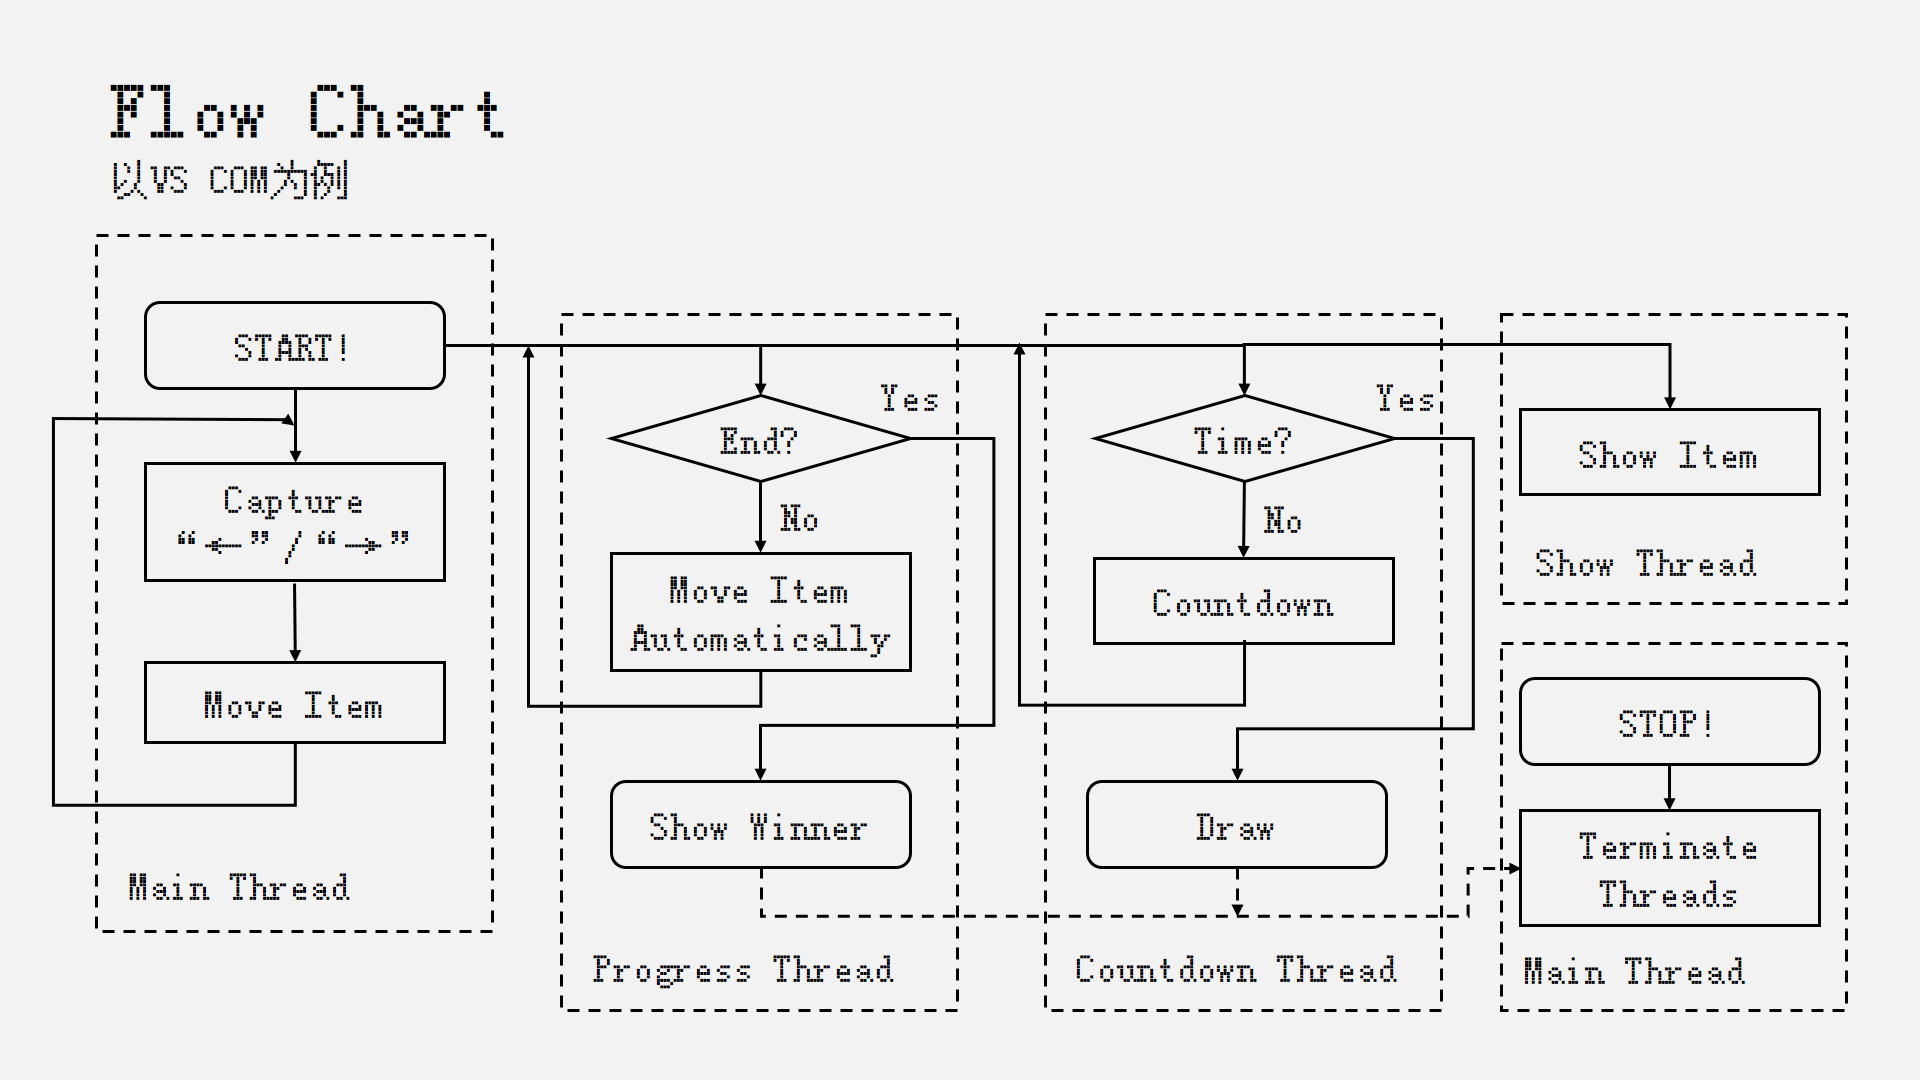 Flow Chart
以VS COM为例
START!
Capture
“←”/“→”
Move Item
Main Thread
End?
Yes
No
Move Item
Automatically
Show Winner
Progress Thread
Time?
Yes
No
Countdown
Draw
Countdown Thread
Show Item
Show Thread
STOP!
Terminate
Threads
Main Thread